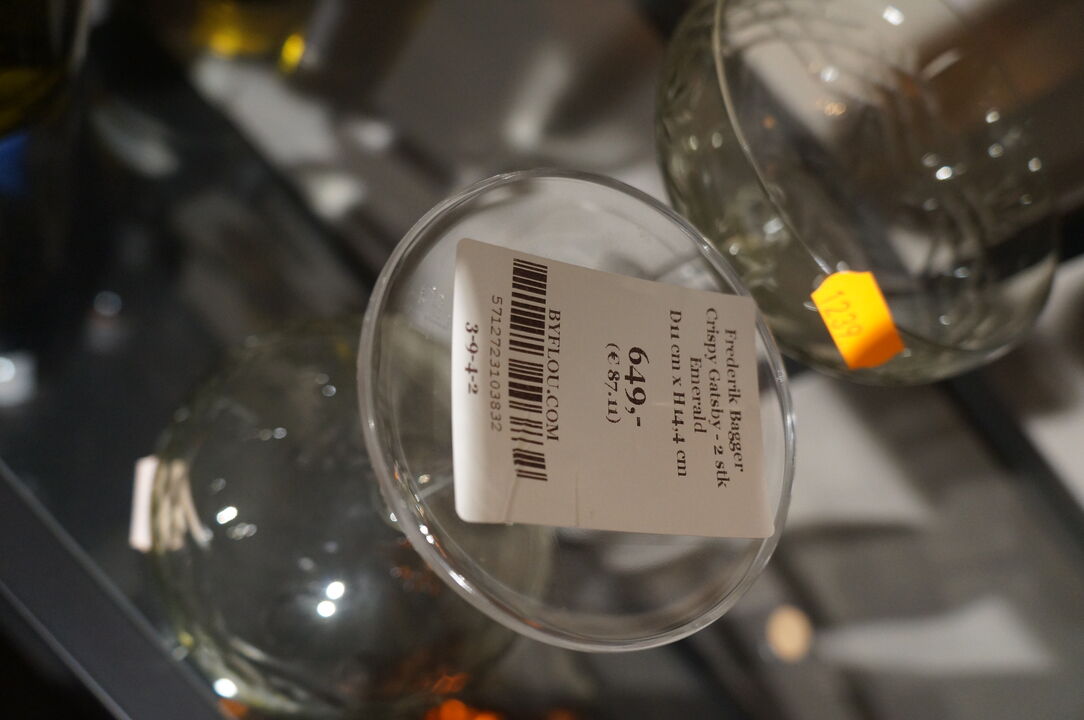 Frederik Bagger
Crispy Gatsby - 2 stk
Emerald
D11 cm x H14,4 cm
649,-
(€ 87.11)
BYFLOU.COM
5712723103832
3-9-4-2
1239